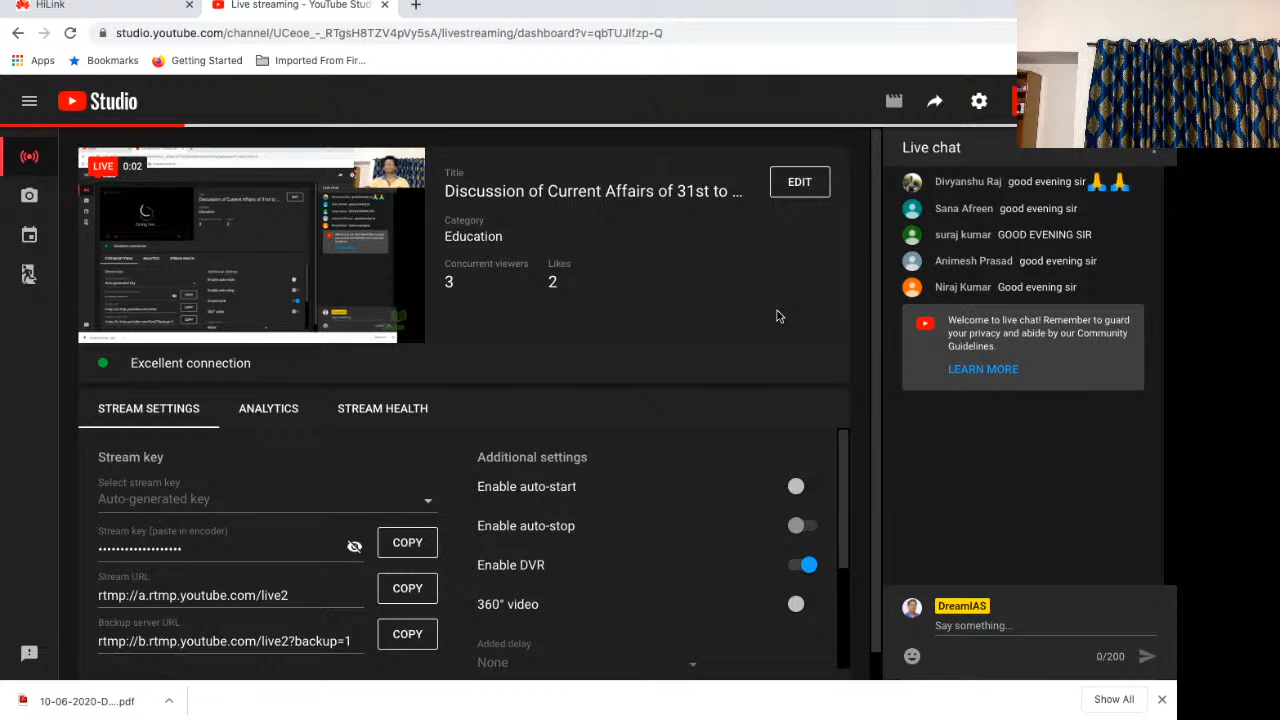 HiLink
Live streaming - YouTube Studio
studio.youtube.com/channel/UCeoe_-_RTgsH8TZV4pVy5sA/livestreaming/dashboard?v=qbTUJlfzp-Q
Apps Bookmarks Getting Started Imported From Fir...
Studio
LIVE 0:02
Title
Discussion of Current Affairs of 31st to ...
EDIT
Category
Education
Concurrent viewers Likes
3 2
Excellent connection
STREAM SETTINGS ANALYTICS STREAM HEALTH
Stream key
Select stream key
Auto-generated key
Stream key (paste in encoder)
•••••••••••••••••••
COPY
Stream URL
rtmp://a.rtmp.youtube.com/live2
COPY
Backup server URL
rtmp://b.rtmp.youtube.com/live2?backup=1
COPY
Additional settings
Enable auto-start
Enable auto-stop
Enable DVR
360° video
Added delay
None
Live chat
Divyanshu Raj good evening sir🙏🙏
Sana Afreen good evening sir
suraj kumar GOOD EVENING SIR
Animesh Prasad good evening sir
Niraj Kumar Good evening sir
Welcome to live chat! Remember to guard
your privacy and abide by our Community
Guidelines.
LEARN MORE
DreamIAS
Say something...
0/200
10-06-2020-D....pdf
Show All